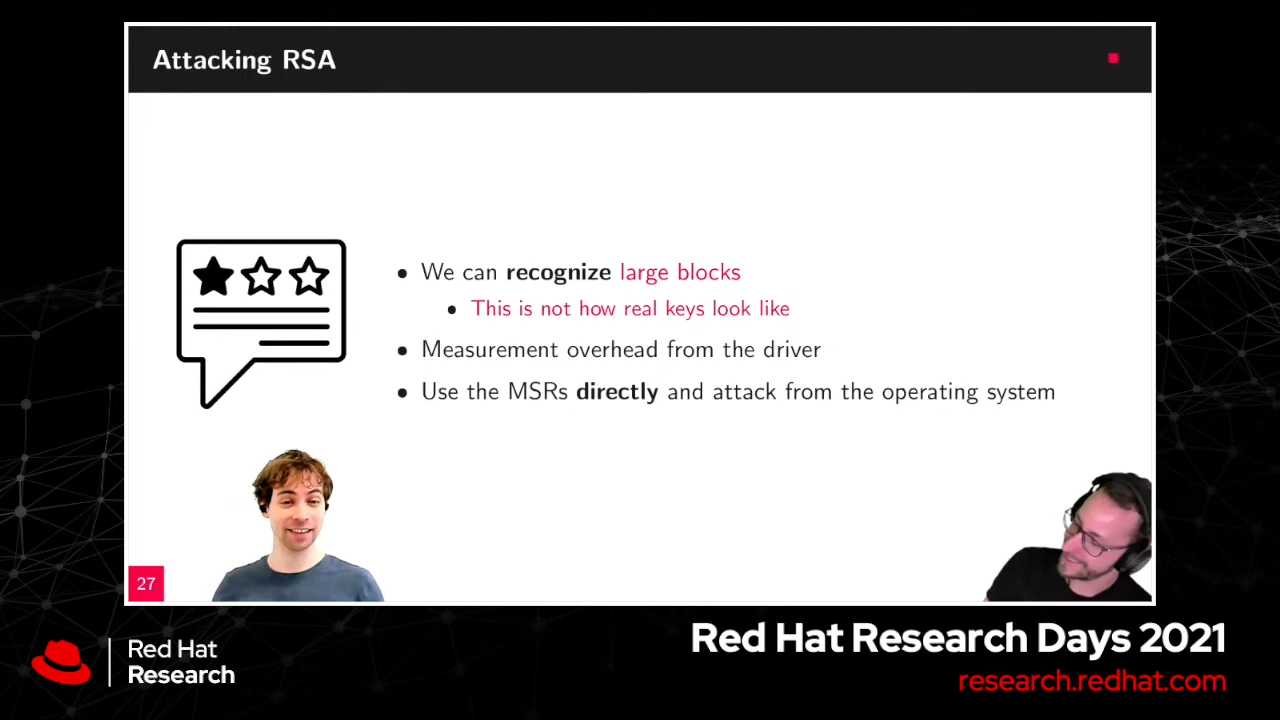 Attacking RSA
We can recognize large blocks
This is not how real keys look like
Measurement overhead from the driver
Use the MSRs directly and attack from the operating system
27
Red Hat
Research
Red Hat Research Days 2021
research.redhat.com